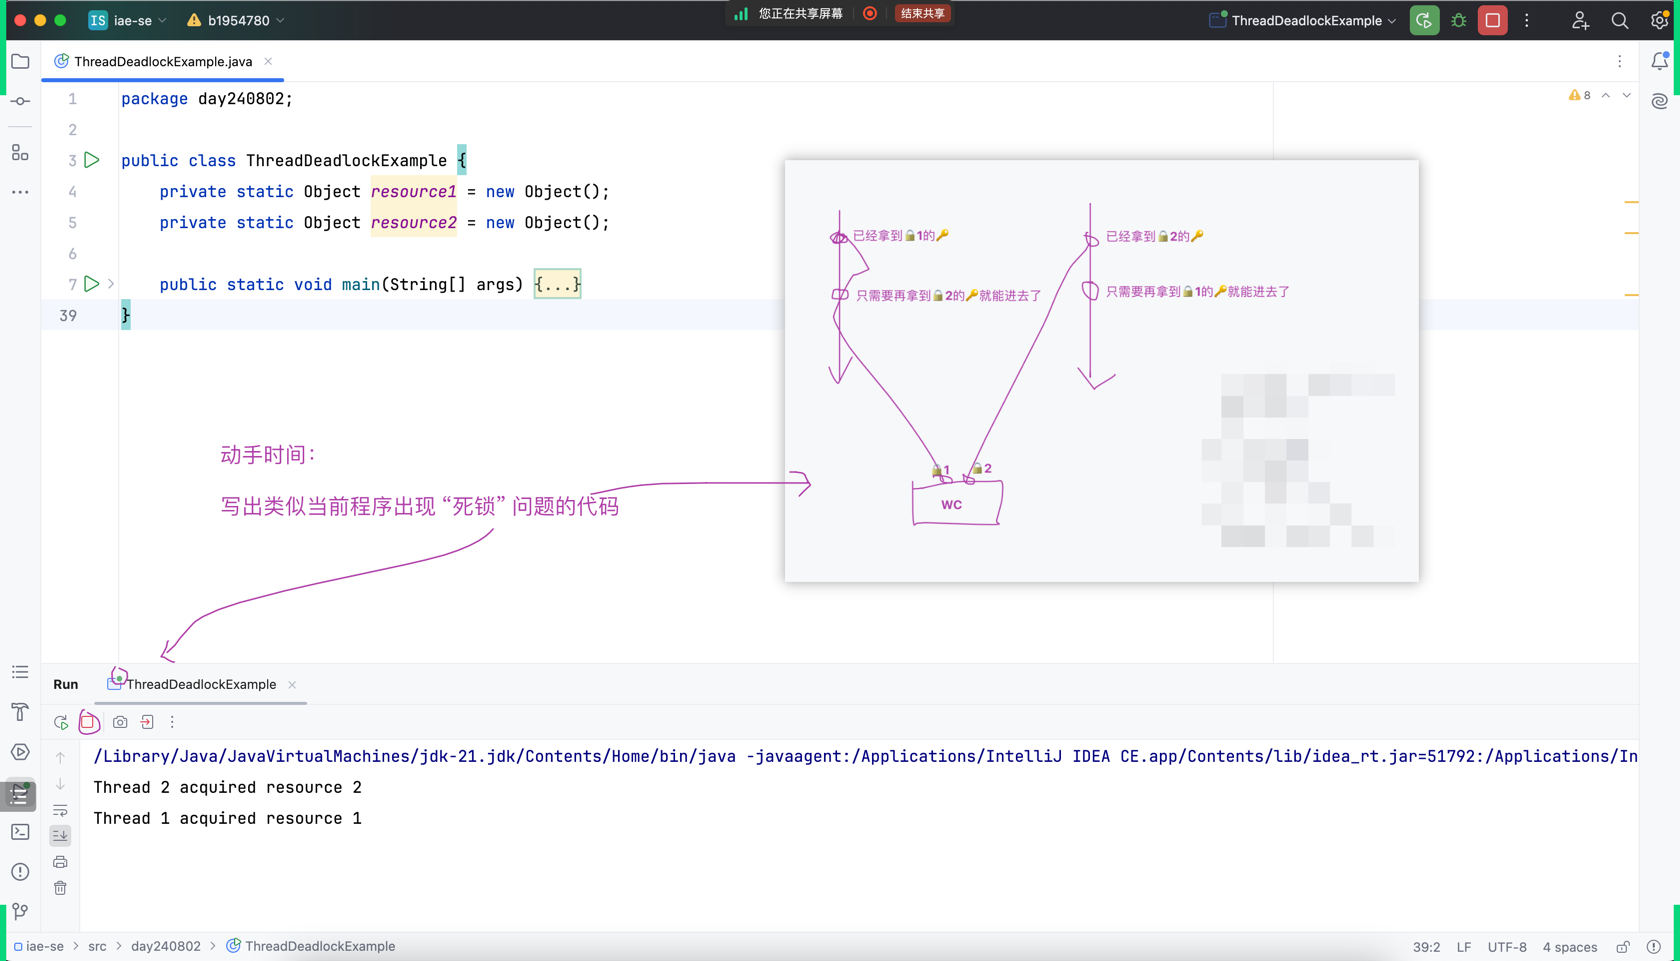 IS iae-se
b1954780
您正在共享屏幕
结束共享
ThreadDeadlockExample
ThreadDeadlockExample.java
8
1 package day240802;
2
3 public class ThreadDeadlockExample {
4 private static Object resource1 = new Object();
5 private static Object resource2 = new Object();
6
7 public static void main(String[] args) {...}
39 }
已经拿到🔒1的🔑
已经拿到🔒2的🔑
只需要再拿到🔒2的🔑就能进去了
只需要再拿到🔒1的🔑就能进去了
🔒1 🔒2
WC
动手时间：
写出类似当前程序出现 “死锁” 问题的代码
Run ThreadDeadlockExample
/Library/Java/JavaVirtualMachines/jdk-21.jdk/Contents/Home/bin/java -javaagent:/Applications/IntelliJ IDEA CE.app/Contents/lib/idea_rt.jar=51792:/Applications/In
Thread 2 acquired resource 2
Thread 1 acquired resource 1
iae-se > src > day240802 > ThreadDeadlockExample
39:2 LF UTF-8 4 spaces